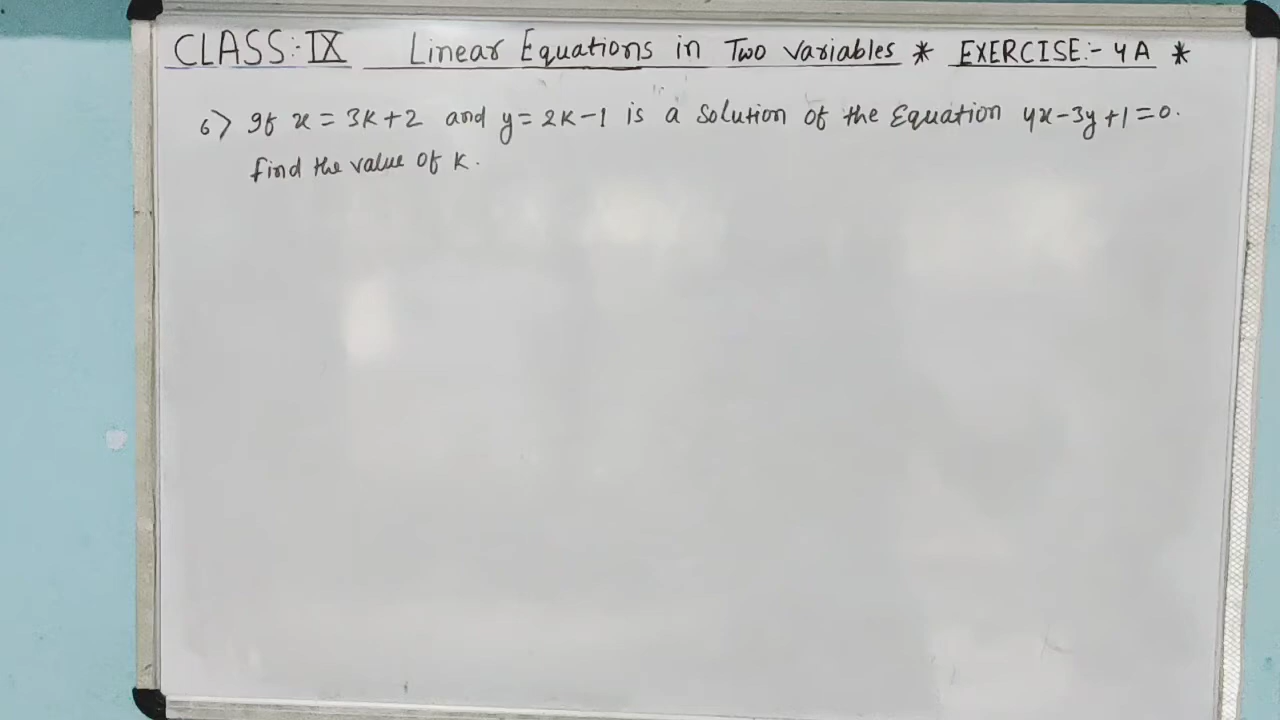 CLASS:-IX Linear Equations in Two Variables * EXERCISE:- 4A *
6) If x = 3K+2 and y = 2K-1 is a solution of the Equation 4x-3y+1=0.
find the value of K.